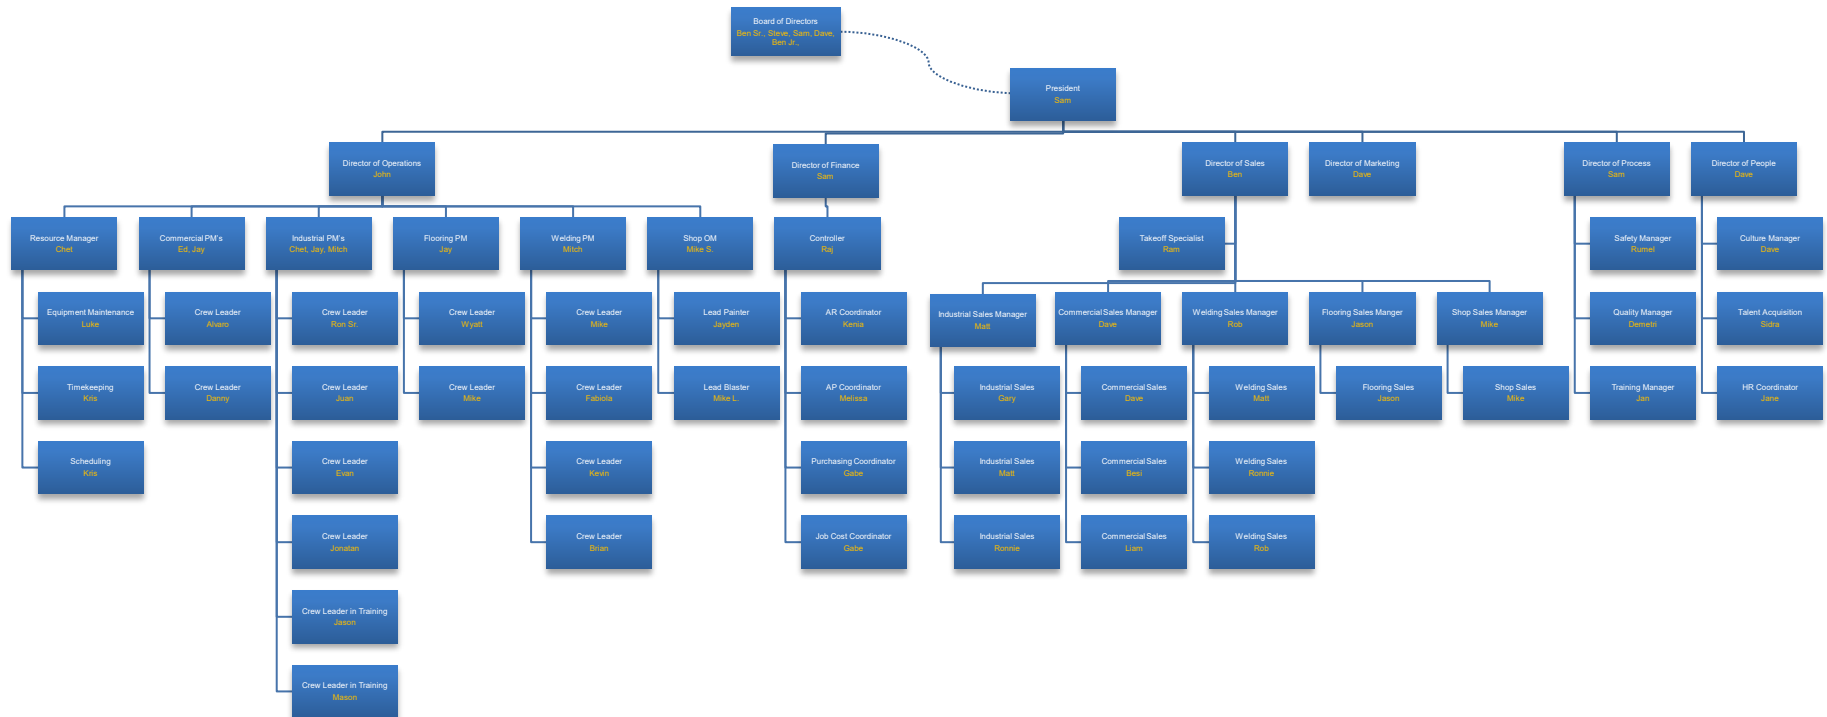 Board of Directors
Ben Sr., Steve, Sam, Dave,
Ben Jr.,
President
Sam
Director of Operations
John
Director of Finance
Sam
Director of Sales
Ben
Director of Marketing
Dave
Director of Process
Sam
Director of People
Dave
Resource Manager
Chet
Commercial PM's
Ed, Jay
Industrial PM's
Chet, Jay, Mitch
Flooring PM
Jay
Welding PM
Mitch
Shop OM
Mike S.
Controller
Raj
Takeoff Specialist
Ram
Safety Manager
Rumel
Culture Manager
Dave
Equipment Maintenance
Luke
Crew Leader
Alvaro
Crew Leader
Ron Sr.
Crew Leader
Wyatt
Crew Leader
Mike
Lead Painter
Jayden
AR Coordinator
Kenia
Industrial Sales Manager
Matt
Commercial Sales Manager
Dave
Welding Sales Manager
Rob
Flooring Sales Manger
Jason
Shop Sales Manager
Mike
Quality Manager
Demetri
Talent Acquisition
Sidra
Timekeeping
Kris
Crew Leader
Danny
Crew Leader
Juan
Crew Leader
Mike
Crew Leader
Fabiola
Lead Blaster
Mike L.
AP Coordinator
Melissa
Industrial Sales
Gary
Commercial Sales
Dave
Welding Sales
Matt
Flooring Sales
Jason
Shop Sales
Mike
Training Manager
Jan
HR Coordinator
Jane
Scheduling
Kris
Crew Leader
Evan
Crew Leader
Kevin
Purchasing Coordinator
Gabe
Industrial Sales
Matt
Commercial Sales
Besi
Welding Sales
Ronnie
Crew Leader
Jonatan
Crew Leader
Brian
Job Cost Coordinator
Gabe
Industrial Sales
Ronnie
Commercial Sales
Liam
Welding Sales
Rob
Crew Leader in Training
Jason
Crew Leader in Training
Mason